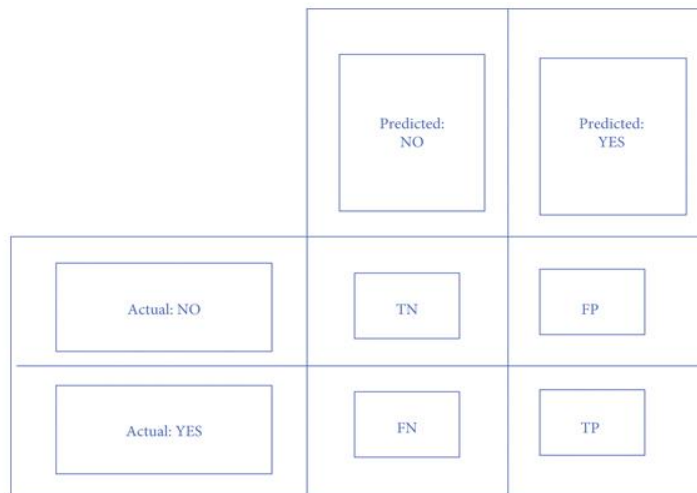 Predicted:
NO
Predicted:
YES
Actual: NO
TN
FP
Actual: YES
FN
TP